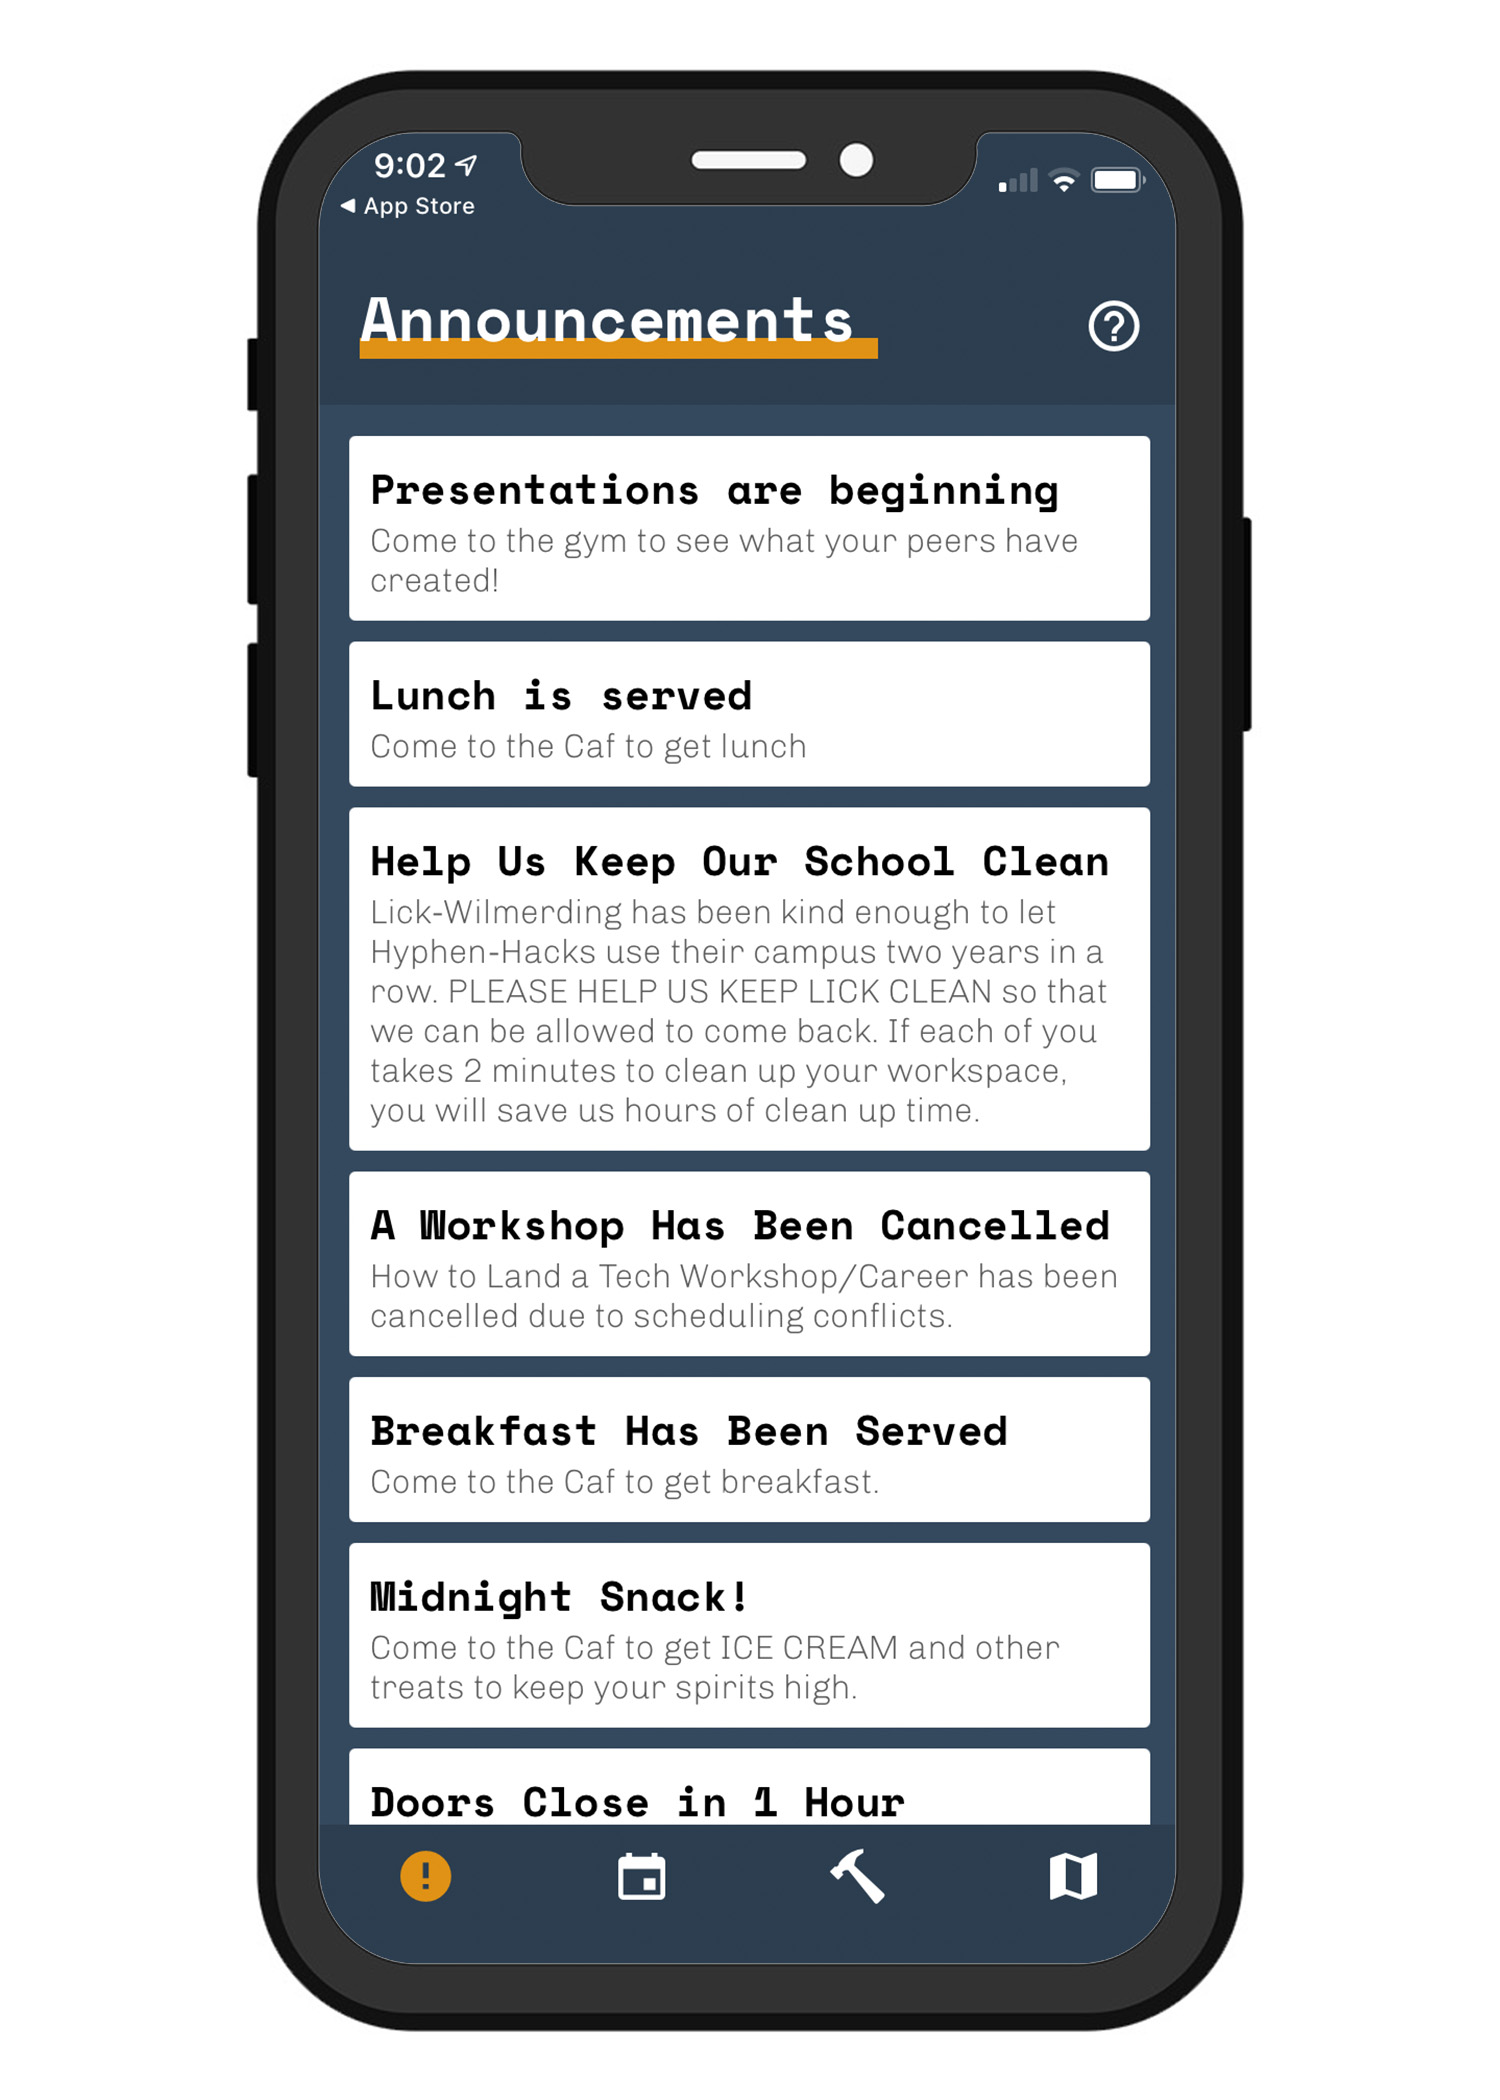 9:02
App Store
Announcements
Presentations are beginning
Come to the gym to see what your peers have
created!
Lunch is served
Come to the Caf to get lunch
Help Us Keep Our School Clean
Lick-Wilmerding has been kind enough to let
Hyphen-Hacks use their campus two years in a
row. PLEASE HELP US KEEP LICK CLEAN so that
we can be allowed to come back. If each of you
takes 2 minutes to clean up your workspace,
you will save us hours of clean up time.
A Workshop Has Been Cancelled
How to Land a Tech Workshop/Career has been
cancelled due to scheduling conflicts.
Breakfast Has Been Served
Come to the Caf to get breakfast.
Midnight Snack!
Come to the Caf to get ICE CREAM and other
treats to keep your spirits high.
Doors Close in 1 Hour